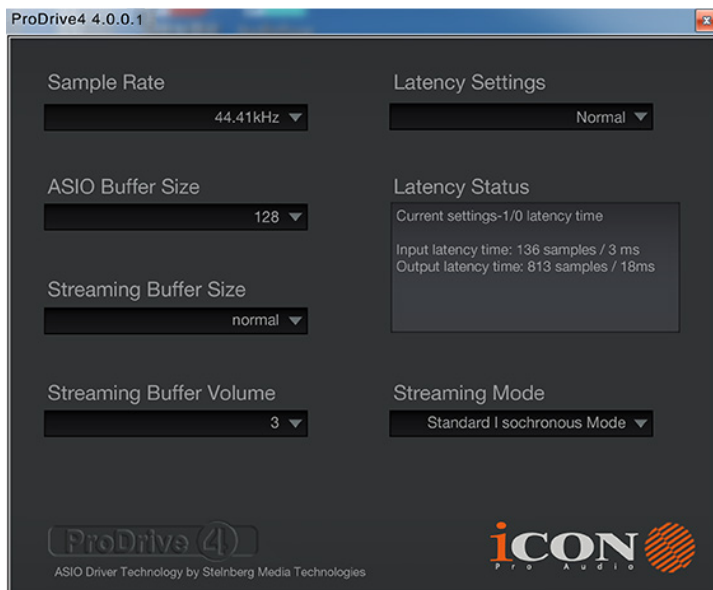 ProDrive4 4.0.0.1
Sample Rate
44.41kHz
ASIO Buffer Size
128
Streaming Buffer Size
normal
Streaming Buffer Volume
3
Latency Settings
Normal
Latency Status
Current settings-1/0 latency time
Input latency time: 136 samples / 3 ms
Output latency time: 813 samples / 18ms
Streaming Mode
Standard I sochronous Mode
ProDrive 4
ASIO Driver Technology by Steinberg Media Technologies
iCON
Pro Audio